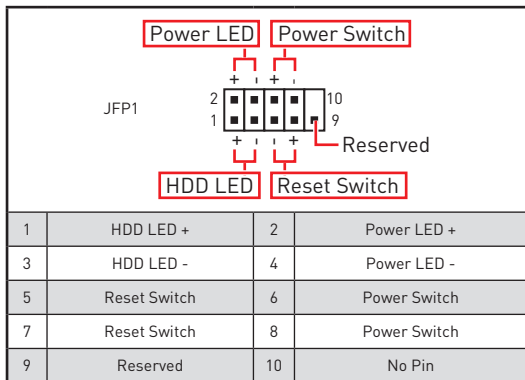 Power LED Power Switch
+ - + -
JFP1
2 10
1 9
+ - - +
Reserved
HDD LED Reset Switch
1 HDD LED + 2 Power LED +
3 HDD LED - 4 Power LED -
5 Reset Switch 6 Power Switch
7 Reset Switch 8 Power Switch
9 Reserved 10 No Pin